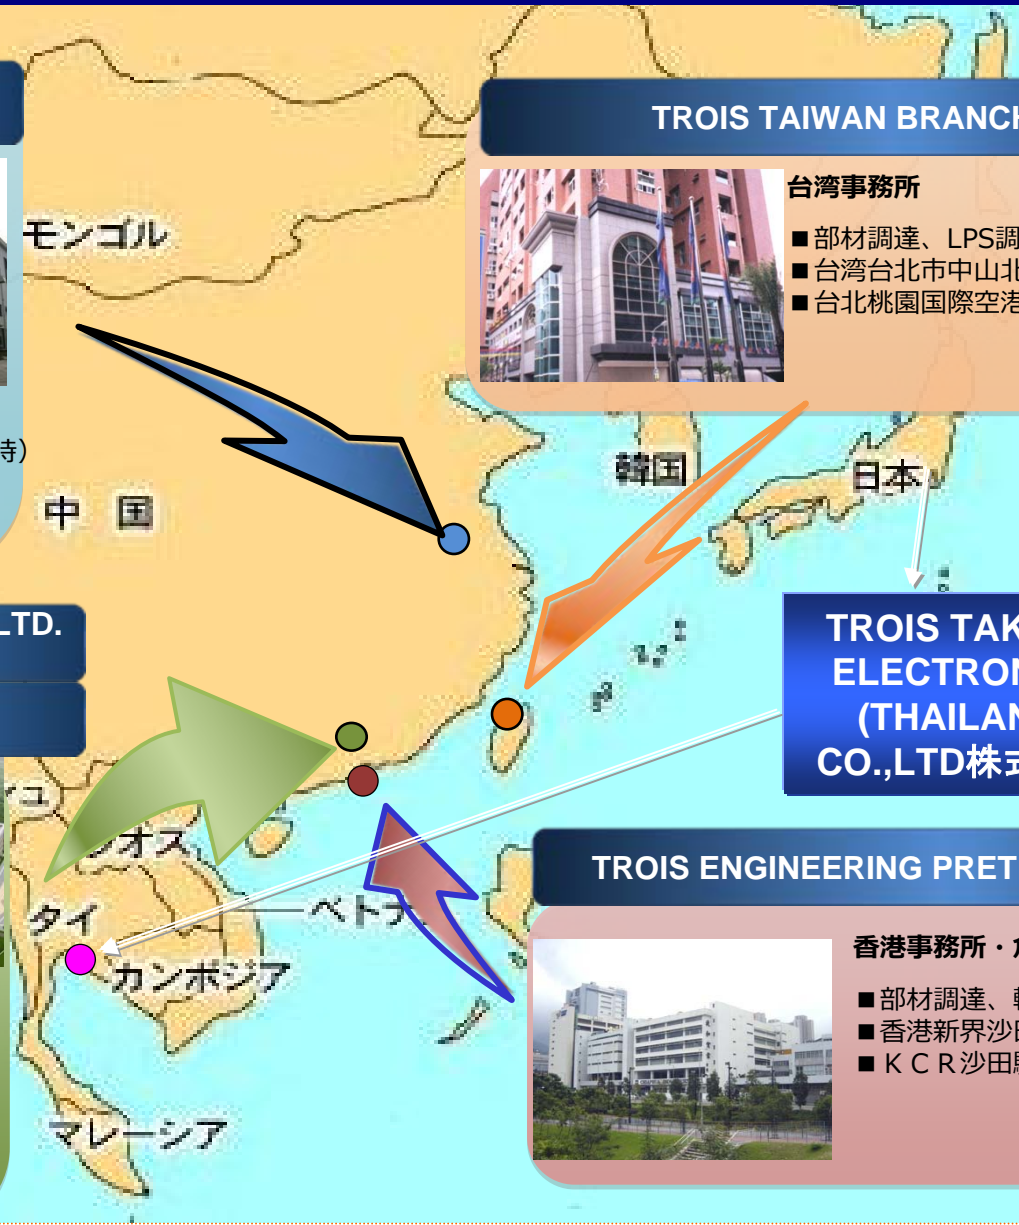 TROIS TAIWAN BRANCH
台湾事務所
■部材調達、LPS調
■台湾台北市中山北
■台北桃園国際空港
モンゴル
時）
中 国
韓国
日本
LTD.
TROIS TAK
ELECTRON
(THAILAN
CO.,LTD株式
オス
タイ
ベトナ
カンボジア
マレーシア
TROIS ENGINEERING PRET
香港事務所・
■部材調達、
■香港新界沙田
■ＫＣＲ沙田駅